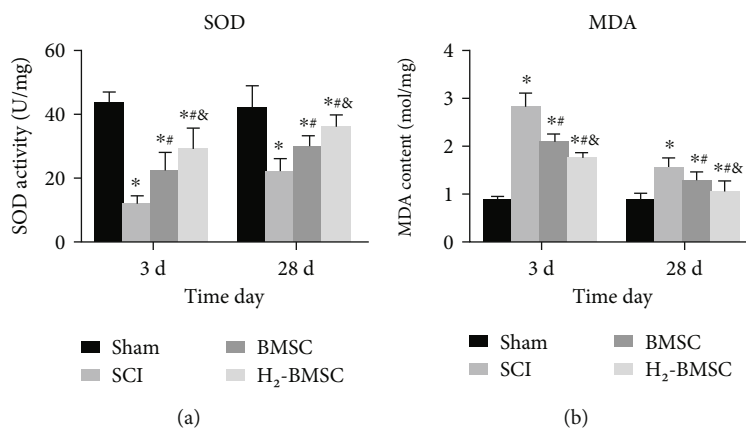 SOD
SOD activity (U/mg)
60
40
20
0
*
*#
*#&
*
*#
*#&
3 d
28 d
Time day
Sham
BMSC
SCI
H₂-BMSC
(a)
MDA
MDA content (mol/mg)
4
3
2
1
0
*
*#
*#&
*
*#
*#&
3 d
28 d
Time day
Sham
BMSC
SCI
H₂-BMSC
(b)